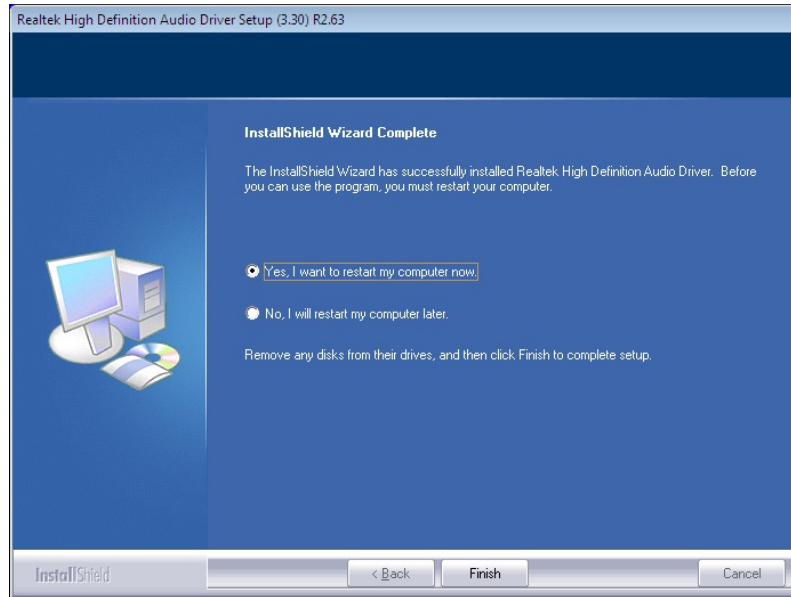 Realtek High Definition Audio Driver Setup (3.30) R2.63
InstallShield Wizard Complete
The InstallShield Wizard has successfully installed Realtek High Definition Audio Driver.  Before
you can use the program, you must restart your computer.
Yes, I want to restart my computer now.
No, I will restart my computer later.
Remove any disks from their drives, and then click Finish to complete setup.
InstallShield
< Back
Finish
Cancel